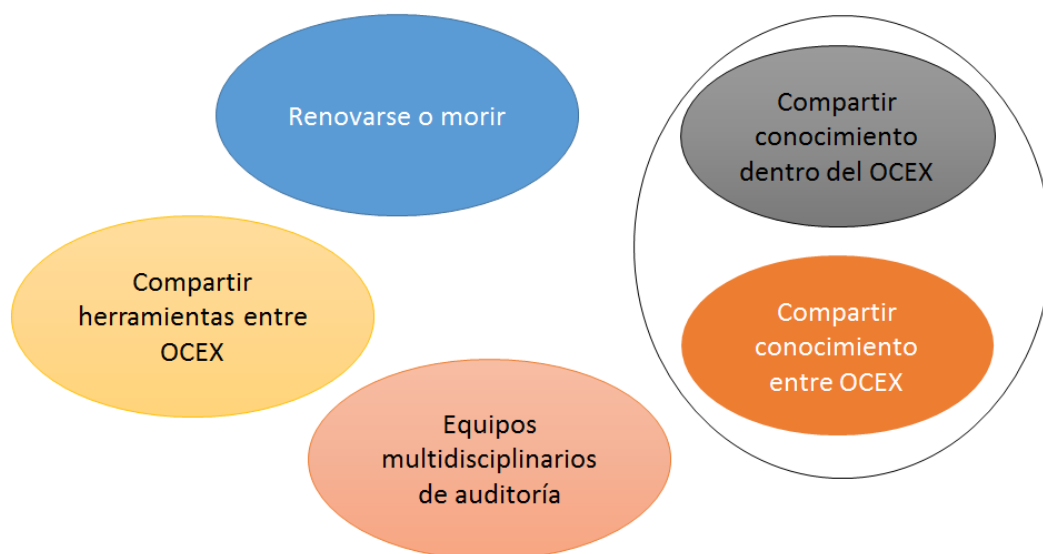 Renovarse o morir
Compartir
conocimiento
dentro del OCEX
Compartir
herramientas entre
OCEX
Compartir
conocimiento
entre OCEX
Equipos
multidisciplinarios
de auditoría